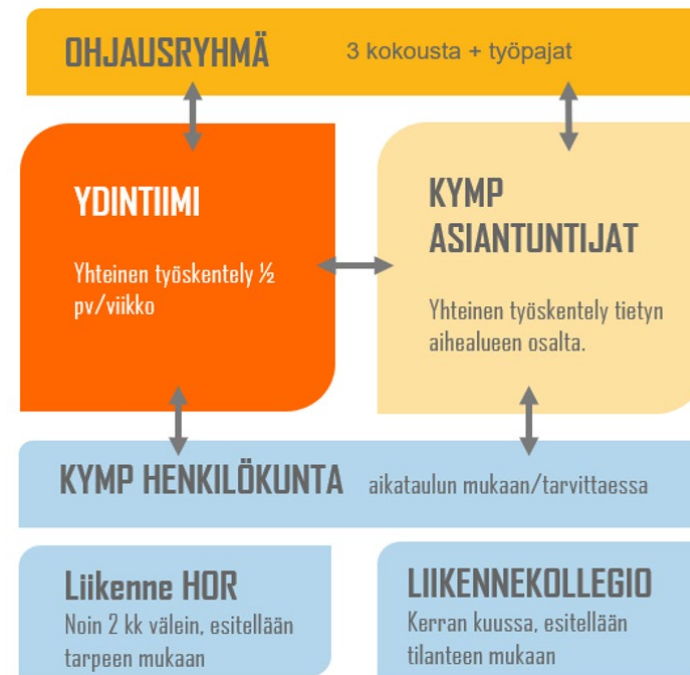 OHJAUSRYHMÄ 3 kokousta + työpajat
YDINTIIMI
Yhteinen työskentely ½
pv/viikko
KYMP
ASIANTUNTIJAT
Yhteinen työskentely tietyn
aihealueen osalta.
KYMP HENKILÖKUNTA aikataulun mukaan/tarvittaessa
Liikenne HOR
Noin 2 kk välein, esitellään
tarpeen mukaan
LIIKENNEKOLLEGIO
Kerran kuussa, esitellään
tilanteen mukaan